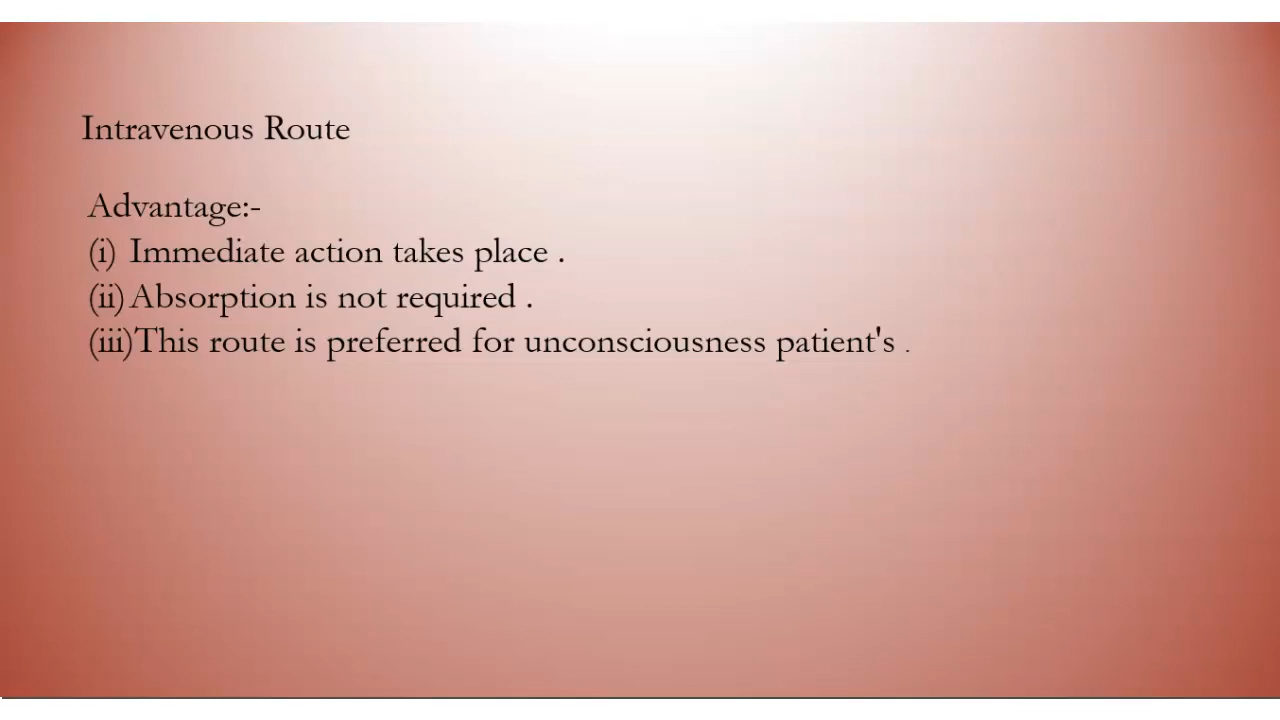 Intravenous Route
Advantage:-
(i) Immediate action takes place .
(ii) Absorption is not required .
(iii)This route is preferred for unconsciousness patient's .